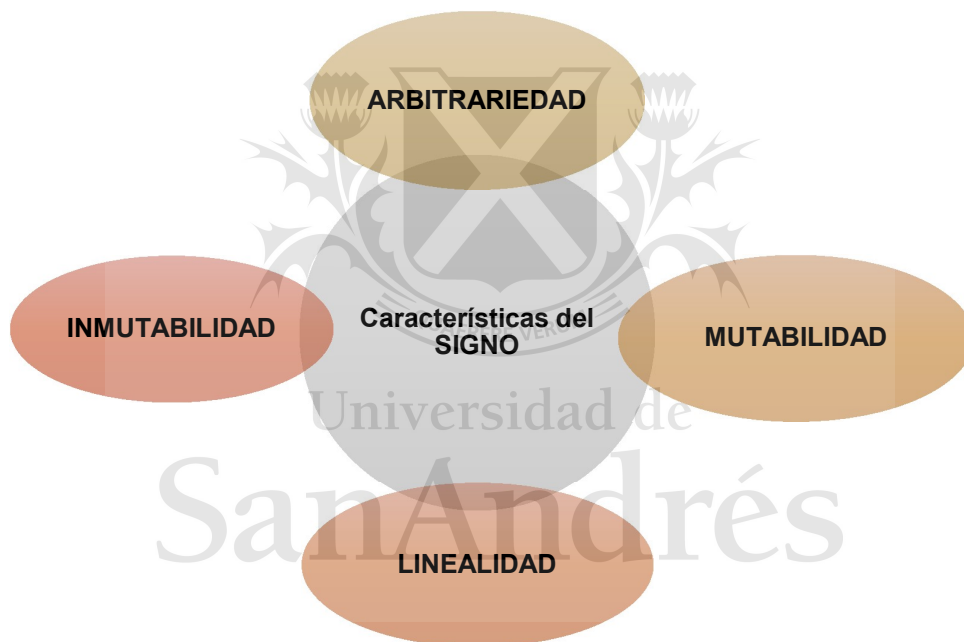 ARBITRARIEDAD
INMUTABILIDAD
Características del
SIGNO
MUTABILIDAD
Universidad de
SanAndrés
LINEALIDAD